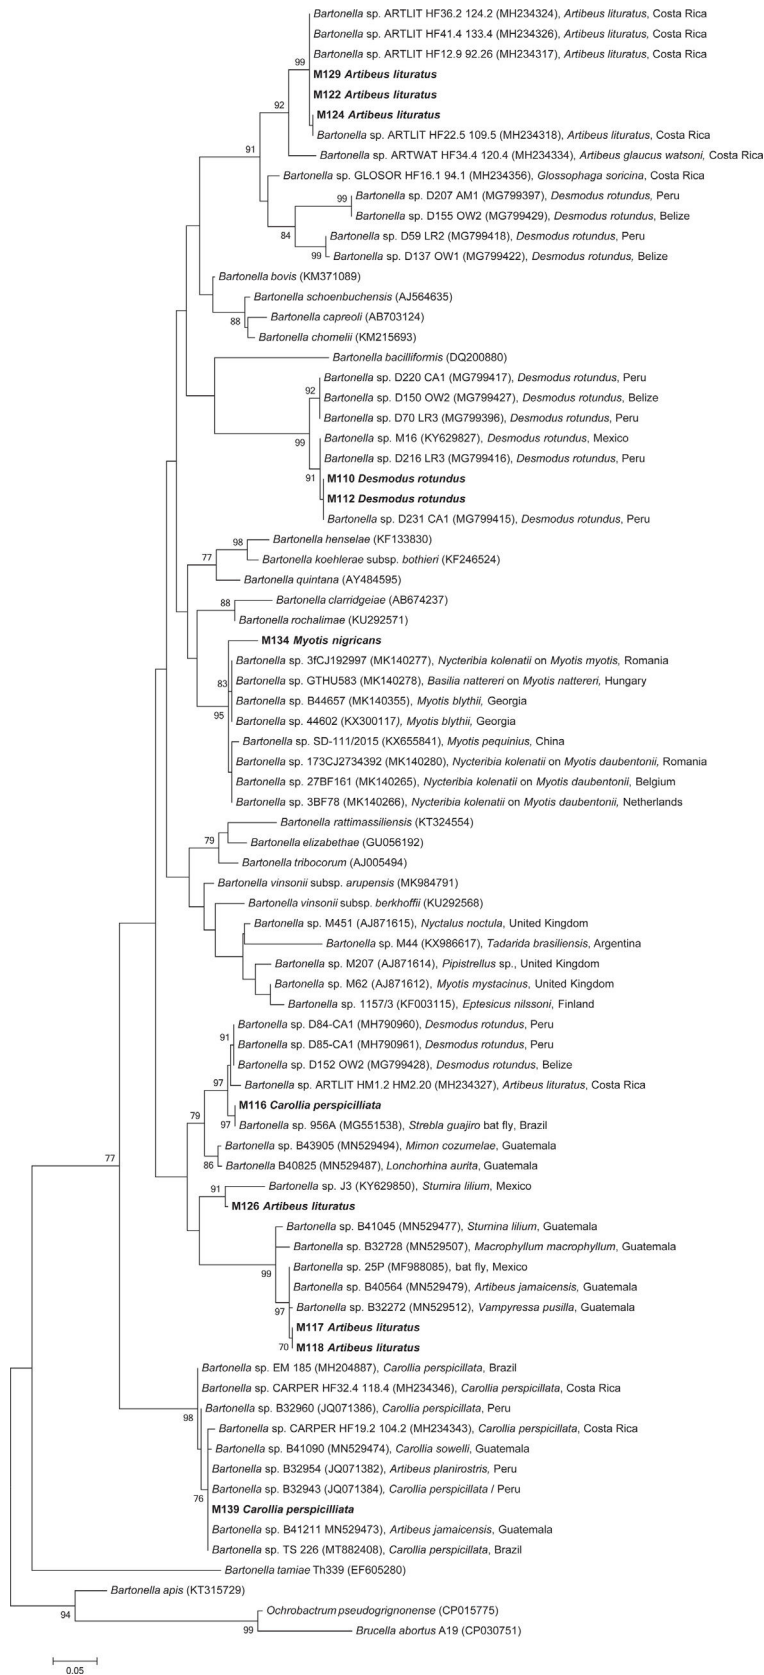 Bartonella sp. ARTLIT HF36.2 124.2 (MH234324), Artibeus lituratus, Costa Rica
Bartonella sp. ARTLIT HF41.4 133.4 (MH234326), Artibeus lituratus, Costa Rica
Bartonella sp. ARTLIT HF12.9 92.26 (MH234317), Artibeus lituratus, Costa Rica
99
M129 Artibeus lituratus
M122 Artibeus lituratus
92
M124 Artibeus lituratus
Bartonella sp. ARTLIT HF22.5 109.5 (MH234318), Artibeus lituratus, Costa Rica
91
Bartonella sp. ARTWAT HF34.4 120.4 (MH234334), Artibeus glaucus watsoni, Costa Rica
Bartonella sp. GLOSOR HF16.1 94.1 (MH234356), Glossophaga soricina, Costa Rica
99
Bartonella sp. D207 AM1 (MG799397), Desmodus rotundus, Peru
Bartonella sp. D155 OW2 (MG799429), Desmodus rotundus, Belize
84
Bartonella sp. D59 LR2 (MG799418), Desmodus rotundus, Peru
99
Bartonella sp. D137 OW1 (MG799422), Desmodus rotundus, Belize
Bartonella bovis (KM371089)
Bartonella schoenbuchensis (AJ564635)
88
Bartonella capreoli (AB703124)
Bartonella chomelii (KM215693)
Bartonella bacilliformis (DQ200880)
Bartonella sp. D220 CA1 (MG799417), Desmodus rotundus, Peru
92
Bartonella sp. D150 OW2 (MG799427), Desmodus rotundus, Belize
Bartonella sp. D70 LR3 (MG799396), Desmodus rotundus, Peru
99
Bartonella sp. M16 (KY629827), Desmodus rotundus, Mexico
Bartonella sp. D216 LR3 (MG799416), Desmodus rotundus, Peru
91
M110 Desmodus rotundus
M112 Desmodus rotundus
Bartonella sp. D231 CA1 (MG799415), Desmodus rotundus, Peru
98
Bartonella henselae (KF133830)
77
Bartonella koehlerae subsp. bothieri (KF246524)
Bartonella quintana (AY484595)
88
Bartonella clarridgeiae (AB674237)
Bartonella rochalimae (KU292571)
M134 Myotis nigricans
Bartonella sp. 3fCJ192997 (MK140277), Nycteribia kolenatii on Myotis myotis, Romania
83
Bartonella sp. GTHU583 (MK140278), Basilia nattereri on Myotis nattereri, Hungary
Bartonella sp. B44657 (MK140355), Myotis blythii, Georgia
95
Bartonella sp. 44602 (KX300117), Myotis blythii, Georgia
Bartonella sp. SD-111/2015 (KX655841), Myotis pequinius, China
Bartonella sp. 173CJ2734392 (MK140280), Nycteribia kolenatii on Myotis daubentonii, Romania
Bartonella sp. 27BF161 (MK140265), Nycteribia kolenatii on Myotis daubentonii, Belgium
Bartonella sp. 3BF78 (MK140266), Nycteribia kolenatii on Myotis daubentonii, Netherlands
Bartonella rattimassiliensis (KT324554)
79
Bartonella elizabethae (GU056192)
Bartonella tribocorum (AJ005494)
Bartonella vinsonii subsp. arupensis (MK984791)
Bartonella vinsonii subsp. berkhoffii (KU292568)
Bartonella sp. M451 (AJ871615), Nyctalus noctula, United Kingdom
Bartonella sp. M44 (KX986617), Tadarida brasiliensis, Argentina
Bartonella sp. M207 (AJ871614), Pipistrellus sp., United Kingdom
Bartonella sp. M62 (AJ871612), Myotis mystacinus, United Kingdom
Bartonella sp. 1157/3 (KF003115), Eptesicus nilssoni, Finland
Bartonella sp. D84-CA1 (MH790960), Desmodus rotundus, Peru
91
Bartonella sp. D85-CA1 (MH790961), Desmodus rotundus, Peru
Bartonella sp. D152 OW2 (MG799428), Desmodus rotundus, Belize
97
Bartonella sp. ARTLIT HM1.2 HM2.20 (MH234327), Artibeus lituratus, Costa Rica
M116 Carollia perspicilliata
79
97
Bartonella sp. 956A (MG551538), Strebla guajiro bat fly, Brazil
Bartonella sp. B43905 (MN529494), Mimon cozumelae, Guatemala
77
86
Bartonella B40825 (MN529487), Lonchorhina aurita, Guatemala
91
Bartonella sp. J3 (KY629850), Sturnira lilium, Mexico
M126 Artibeus lituratus
Bartonella sp. B41045 (MN529477), Sturnina lilium, Guatemala
Bartonella sp. B32728 (MN529507), Macrophyllum macrophyllum, Guatemala
99
Bartonella sp. 25P (MF988085), bat fly, Mexico
Bartonella sp. B40564 (MN529479), Artibeus jamaicensis, Guatemala
97
Bartonella sp. B32272 (MN529512), Vampyressa pusilla, Guatemala
M117 Artibeus lituratus
70
M118 Artibeus lituratus
Bartonella sp. EM 185 (MH204887), Carollia perspicillata, Brazil
Bartonella sp. CARPER HF32.4 118.4 (MH234346), Carollia perspicillata, Costa Rica
98
Bartonella sp. B32960 (JQ071386), Carollia perspicillata, Peru
Bartonella sp. CARPER HF19.2 104.2 (MH234343), Carollia perspicillata, Costa Rica
Bartonella sp. B41090 (MN529474), Carollia sowelli, Guatemala
Bartonella sp. B32954 (JQ071382), Artibeus planirostris, Peru
76
Bartonella sp. B32943 (JQ071384), Carollia perspicillata / Peru
M139 Carollia perspicilliata
Bartonella sp. B41211 MN529473), Artibeus jamaicensis, Guatemala
Bartonella sp. TS 226 (MT882408), Carollia perspicillata, Brazil
Bartonella tamiae Th339 (EF605280)
Bartonella apis (KT315729)
94
Ochrobactrum pseudogrignonense (CP015775)
99
Brucella abortus A19 (CP030751)
0.05